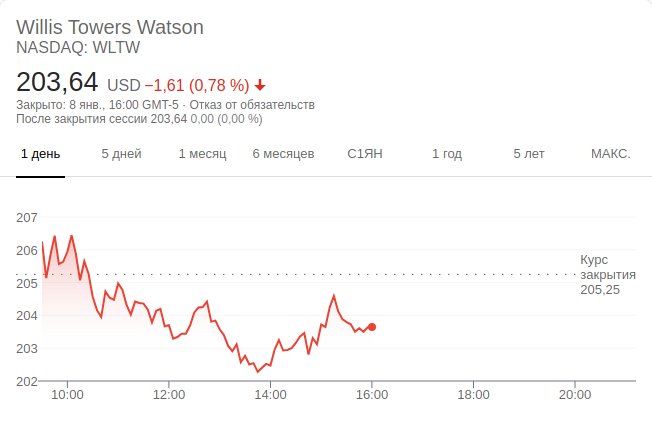 Willis Towers Watson
NASDAQ: WLTW
203,64 USD −1,61 (0,78 %)
Закрыто: 8 янв., 16:00 GMT-5 · Отказ от обязательств
После закрытия сессии 203,64 0,00 (0,00 %)
1 день 5 дней 1 месяц 6 месяцев С1ЯН 1 год 5 лет МАКС.
207
206
Курс
закрытия
205,25
205
204
203
202
10:00 12:00 14:00 16:00 18:00 20:00